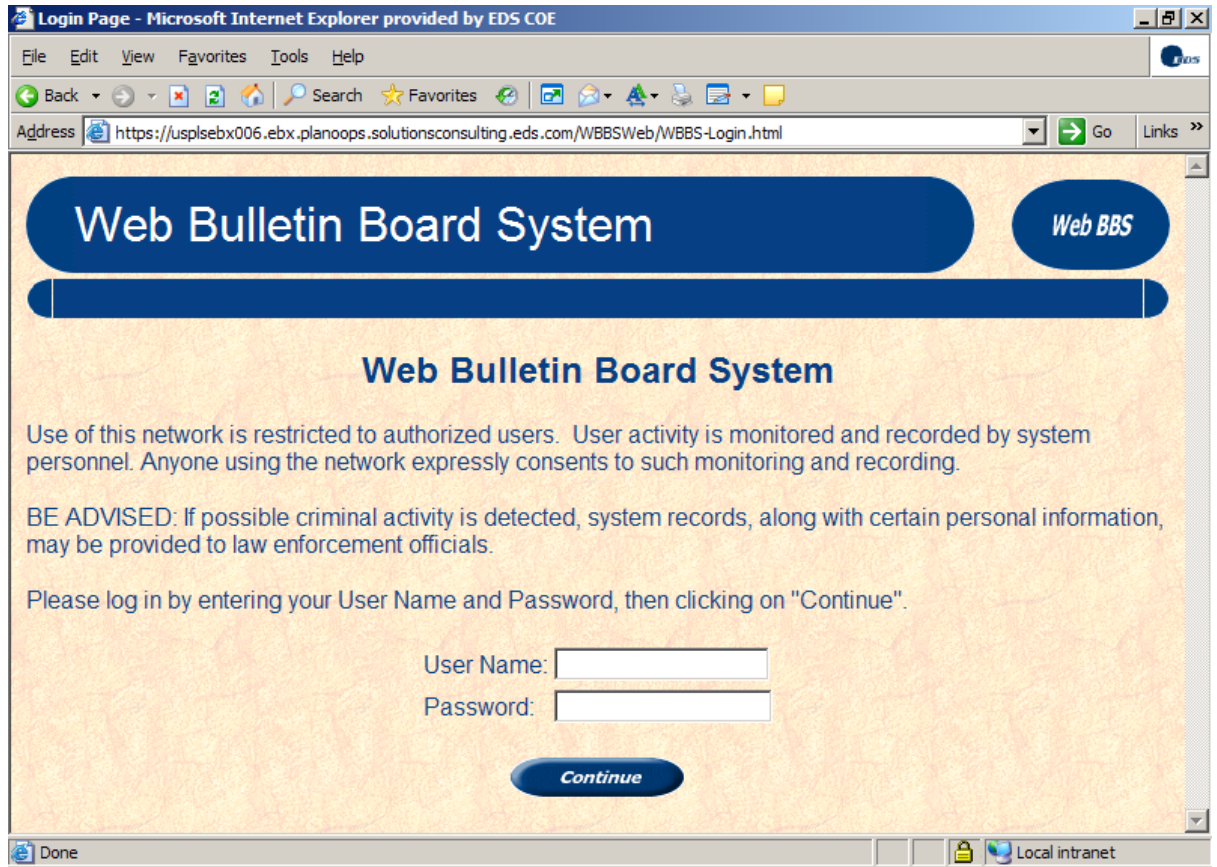 Login Page - Microsoft Internet Explorer provided by EDS COE
File Edit View Favorites Tools Help
EDS
Back Search Favorites
Address https://usplsebx006.ebx.planoops.solutionsconsulting.eds.com/WBBSWeb/WBBS-Login.html Go Links »
Web Bulletin Board System
Web BBS
Web Bulletin Board System
Use of this network is restricted to authorized users. User activity is monitored and recorded by system
personnel. Anyone using the network expressly consents to such monitoring and recording.
BE ADVISED: If possible criminal activity is detected, system records, along with certain personal information,
may be provided to law enforcement officials.
Please log in by entering your User Name and Password, then clicking on "Continue".
User Name:
Password:
Continue
Done Local intranet